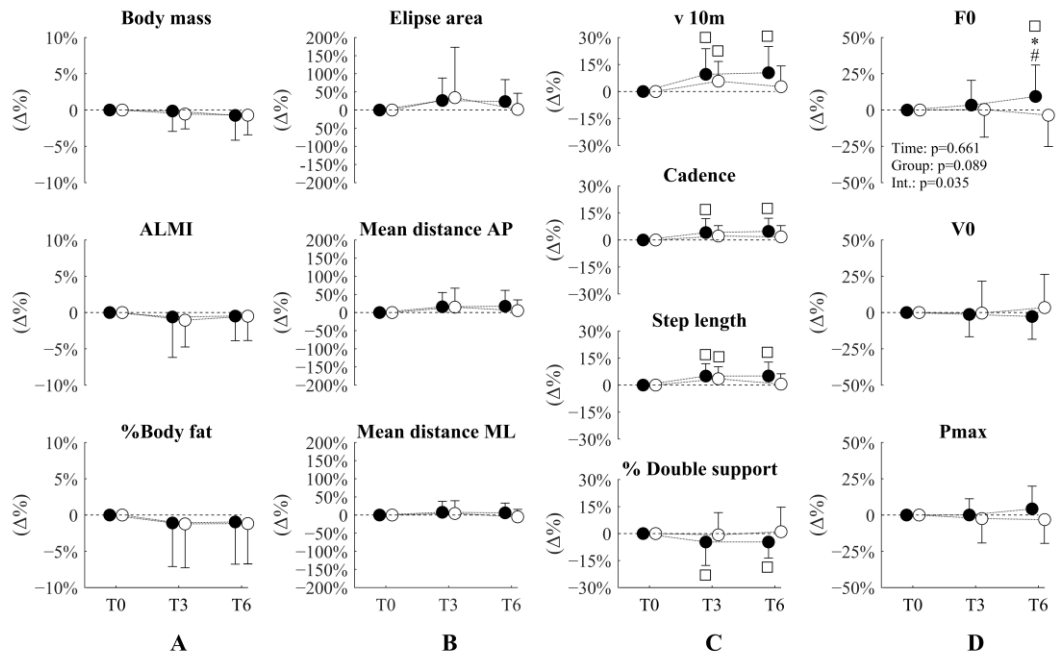 Body mass
10%
5%
0
−5%
−10%
(Δ%)
ALMI
10%
5%
0
−5%
−10%
(Δ%)
%Body fat
10%
5%
0
−5%
−10%
(Δ%)
T0 T3 T6
A
Elipse area
200%
150%
100%
50%
0
50%
100%
-150%
−200%
(Δ%)
Mean distance AP
200%
150%
100%
50%
0
−50%
−100%
−150%
−200%
(Δ%)
Mean distance ML
200%
150%
100%
50%
0
−50%
−100%
−150%
−200%
(Δ%)
T0 T3 T6
B
v 10m
30%
15%
0
−15%
−30%
(Δ%)
Cadence
30%
15%
0
−15%
−30%
(Δ%)
Step length
30%
15%
0
−15%
−30%
(Δ%)
% Double support
30%
15%
0
−15%
−30%
(Δ%)
T0 T3 T6
C
F0
50%
25%
0
−25%
−50%
(Δ%)
*
#
Time: p=0.661
Group: p=0.089
Int.: p=0.035
V0
50%
25%
0
−25%
−50%
(Δ%)
Pmax
50%
25%
0
−25%
−50%
(Δ%)
T0 T3 T6
D